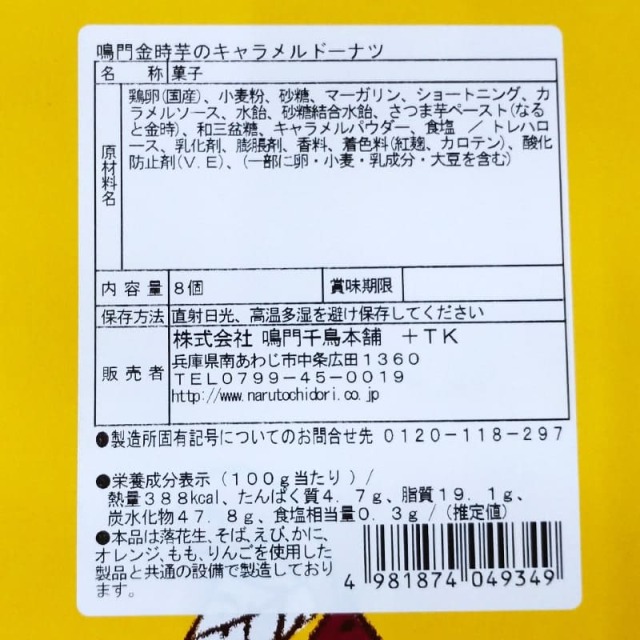 鳴門金時芋のキャラメルドーナツ
名　称 菓子
原材料名 鶏卵(国産)、小麦粉、砂糖、マーガリン、ショートニング、カ
ラメルソース、水飴、砂糖結合水飴、さつま芋ペースト(なる
と金時)、和三盆糖、キャラメルパウダー、食塩　／トレハロ
ース、乳化剤、膨脹剤、香料、着色料(紅麹、カロテン)、酸化
防止剤(V.E)、(一部に卵・小麦・乳成分・大豆を含む)
内容量 8個 賞味期限
保存方法 直射日光、高温多湿を避け保存してください
販売者 株式会社 鳴門千鳥本舗　＋TK
兵庫県南あわじ市中条広田1360
TEL0799-45-0019
http://www.narutochidori.co.jp
●製造所固有記号についてのお問合せ先 0120-118-297
●栄養成分表示（100g当たり）/
熱量388kcal、たんぱく質4.7g、脂質19.1g、
炭水化物47.8g、食塩相当量0.3g/（推定値）
●本品は落花生、そば、えび、かに、
オレンジ、もも、りんごを使用した
製品と共通の設備で製造しており
ます。
4 981874 049349